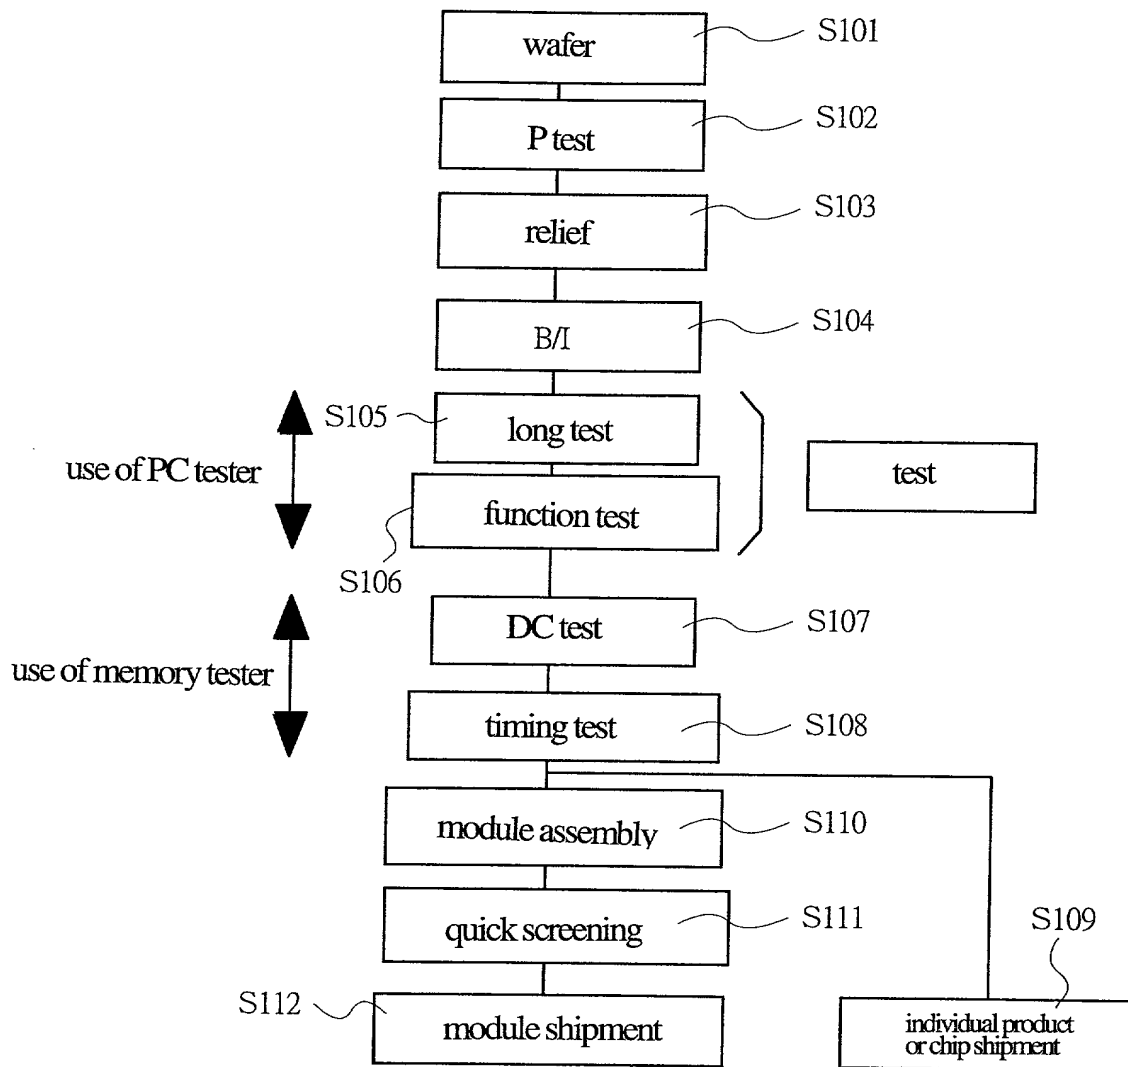 wafer
S101
P test
S102
relief
S103
B/I
S104
S105
long test
use of PC tester
test
function test
S106
DC test
S107
use of memory tester
timing test
S108
module assembly
S110
quick screening
S111
S109
S112
module shipment
individual product
or chip shipment